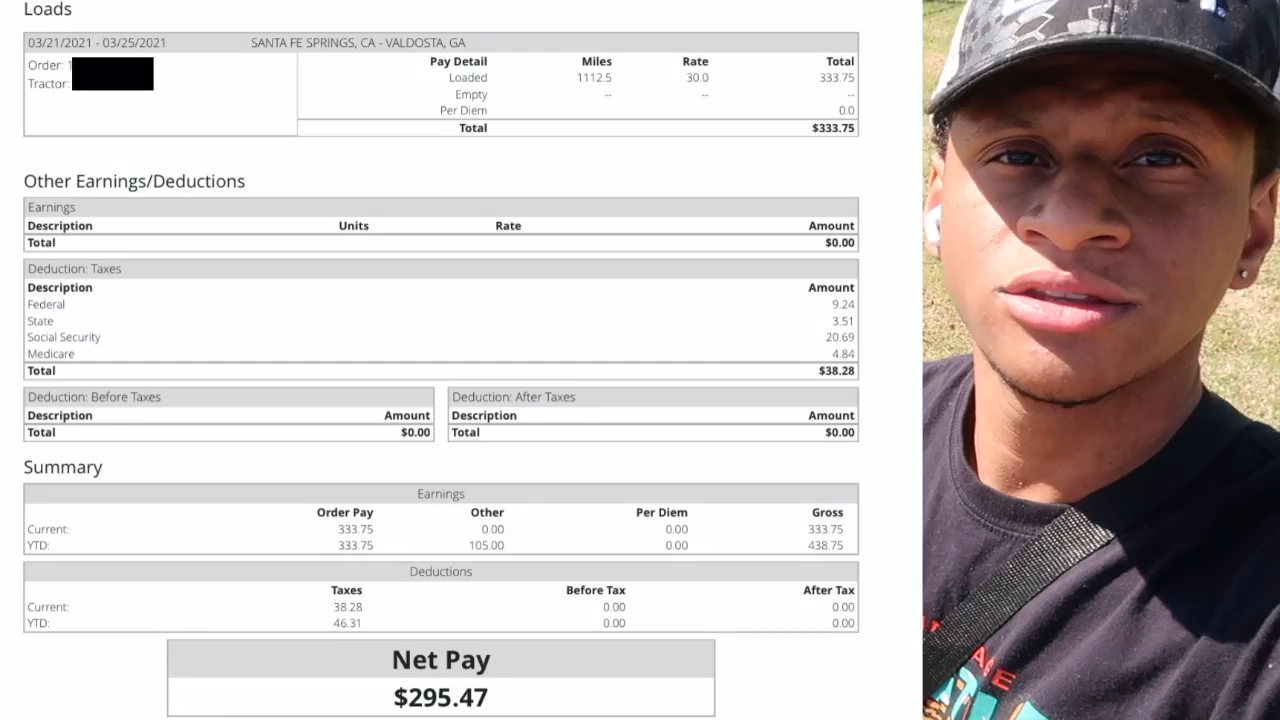 Loads
03/21/2021 - 03/25/2021 SANTA FE SPRINGS, CA - VALDOSTA, GA
Order: 1
Tractor:
Pay Detail Miles Rate Total
Loaded 1112.5 30.0 333.75
Empty -- -- --
Per Diem 0.0
Total $333.75
Other Earnings/Deductions
Earnings
Description Units Rate Amount
Total $0.00
Deduction: Taxes
Description Amount
Federal 9.24
State 3.51
Social Security 20.69
Medicare 4.84
Total $38.28
Deduction: Before Taxes
Description Amount
Total $0.00
Deduction: After Taxes
Description Amount
Total $0.00
Summary
Earnings
Order Pay Other Per Diem Gross
Current: 333.75 0.00 0.00 333.75
YTD: 333.75 105.00 0.00 438.75
Deductions
Taxes Before Tax After Tax
Current: 38.28 0.00 0.00
YTD: 46.31 0.00 0.00
Net Pay
$295.47